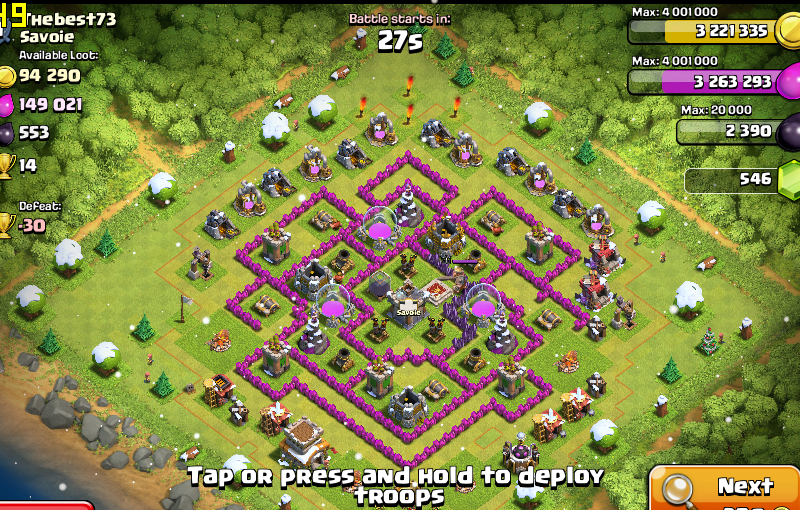 49
Thebest73
Savoie
Available Loot:
94 290
149 021
553
14
Defeat:
-30
Battle starts in:
27s
Max: 4 001 000
3 221 335
Max: 4 001 000
3 263 293
Max: 20 000
2 390
546
Savoie
Tap or press and hold to deploy
troops
Next